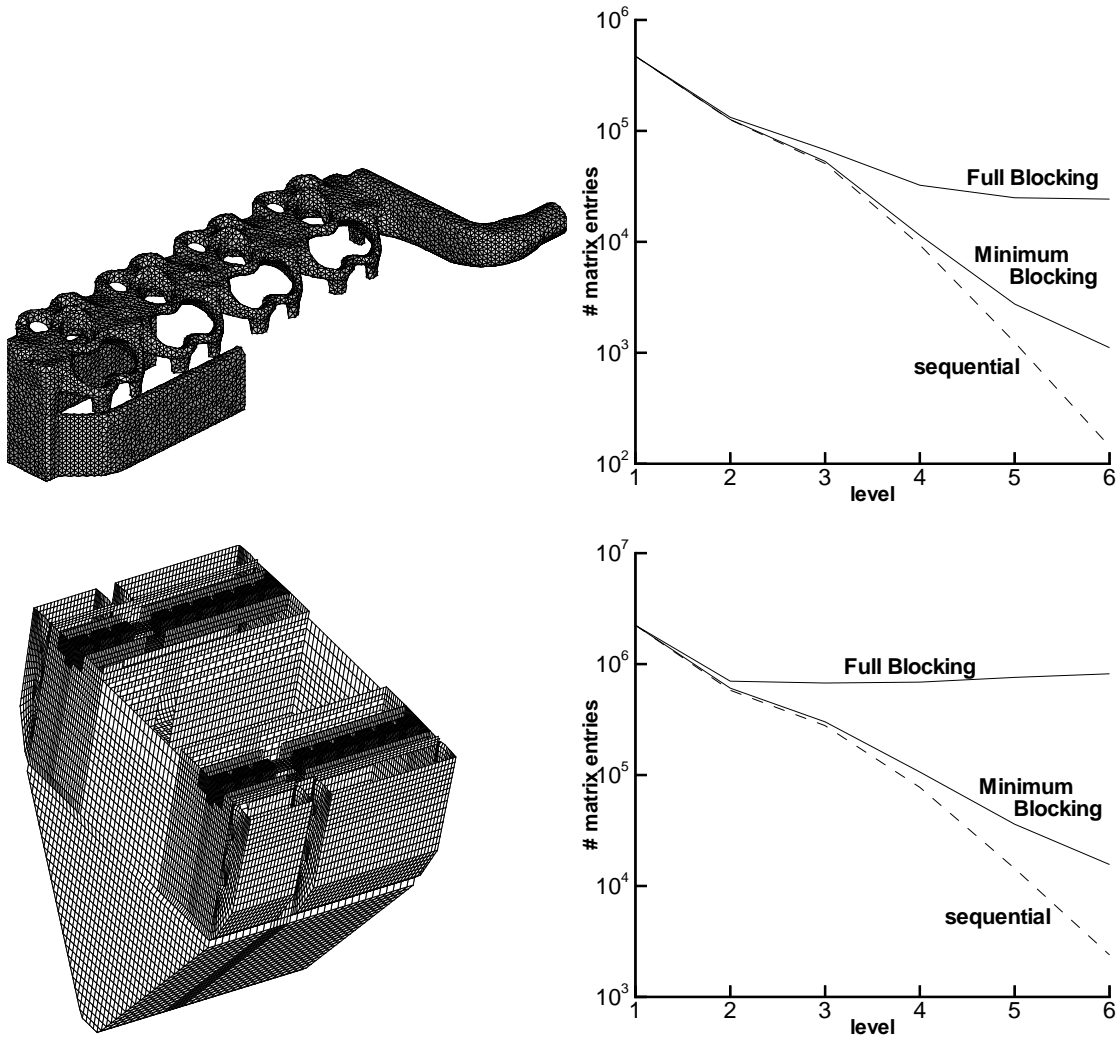 10^6
10^5
10^4
10^3
10^2
# matrix entries
Full Blocking
Minimum
Blocking
sequential
1 2 3 4 5 6
level
10^7
10^6
10^5
10^4
10^3
# matrix entries
Full Blocking
Minimum
Blocking
sequential
1 2 3 4 5 6
level